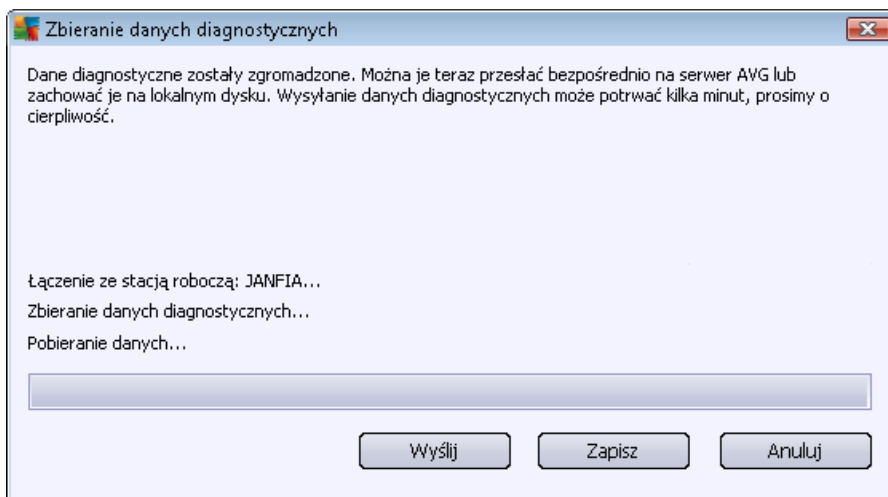 Zbieranie danych diagnostycznych
Dane diagnostyczne zostały zgromadzone. Można je teraz przesłać bezpośrednio na serwer AVG lub
zachować je na lokalnym dysku. Wysyłanie danych diagnostycznych może potrwać kilka minut, prosimy o
cierpliwość.
Łączenie ze stacją roboczą: JANFIA...
Zbieranie danych diagnostycznych...
Pobieranie danych...
Wyślij Zapisz Anuluj